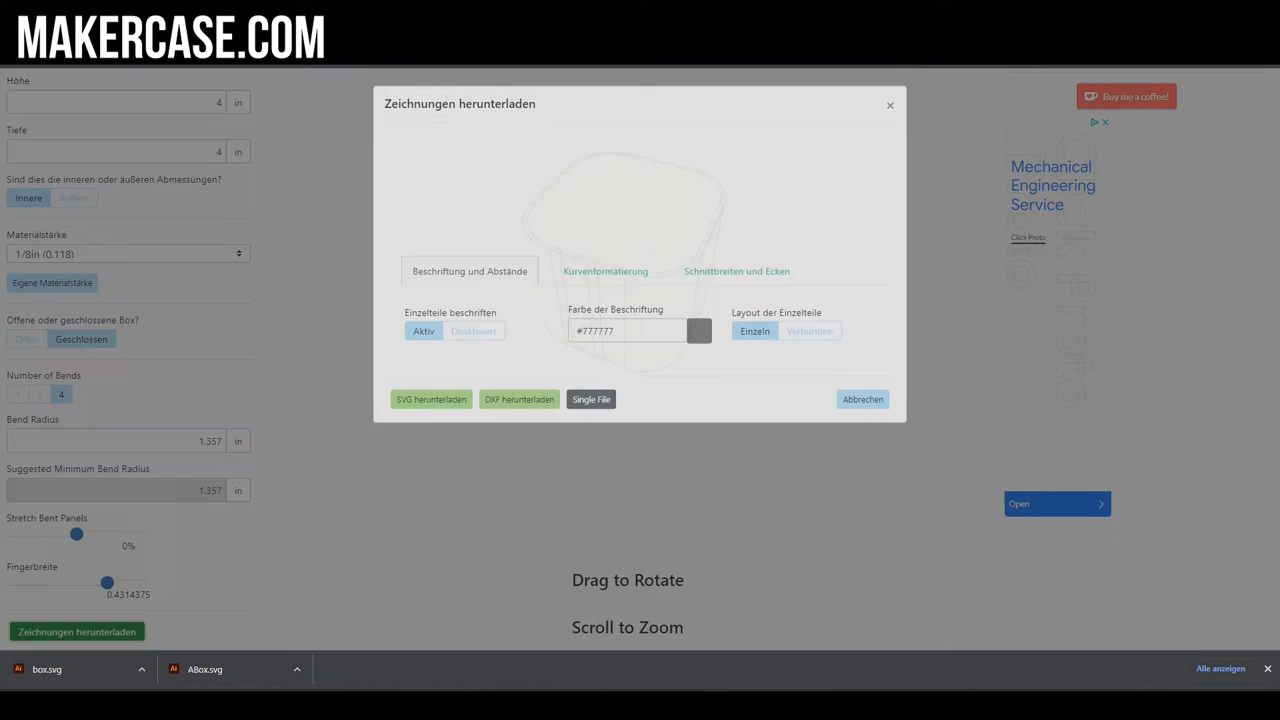 MAKERCASE.COM
Höhe
4 in
Tiefe
4 in
Sind dies die inneren oder äußeren Abmessungen?
Innere Äußere
Materialstärke
1/8in (0.118)
Eigene Materialstärke
Offene oder geschlossene Box?
Offen Geschlossen
Number of Bends
1 2 4
Bend Radius
1.357 in
Suggested Minimum Bend Radius
1.357 in
Stretch Bent Panels
0%
Fingerbreite
0.4314375
Zeichnungen herunterladen
Zeichnungen herunterladen
×
Beschriftung und Abstände Kurvenformatierung Schnittbreiten und Ecken
Einzelteile beschriften
Aktiv Deaktiviert
Farbe der Beschriftung
#777777
Layout der Einzelteile
Einzeln Verbunden
SVG herunterladen DXF herunterladen Single File Abbrechen
Drag to Rotate
Scroll to Zoom
Buy me a coffee!
Mechanical
Engineering
Service
Click Proto
Click Proto
Open
box.svg ABox.svg Alle anzeigen